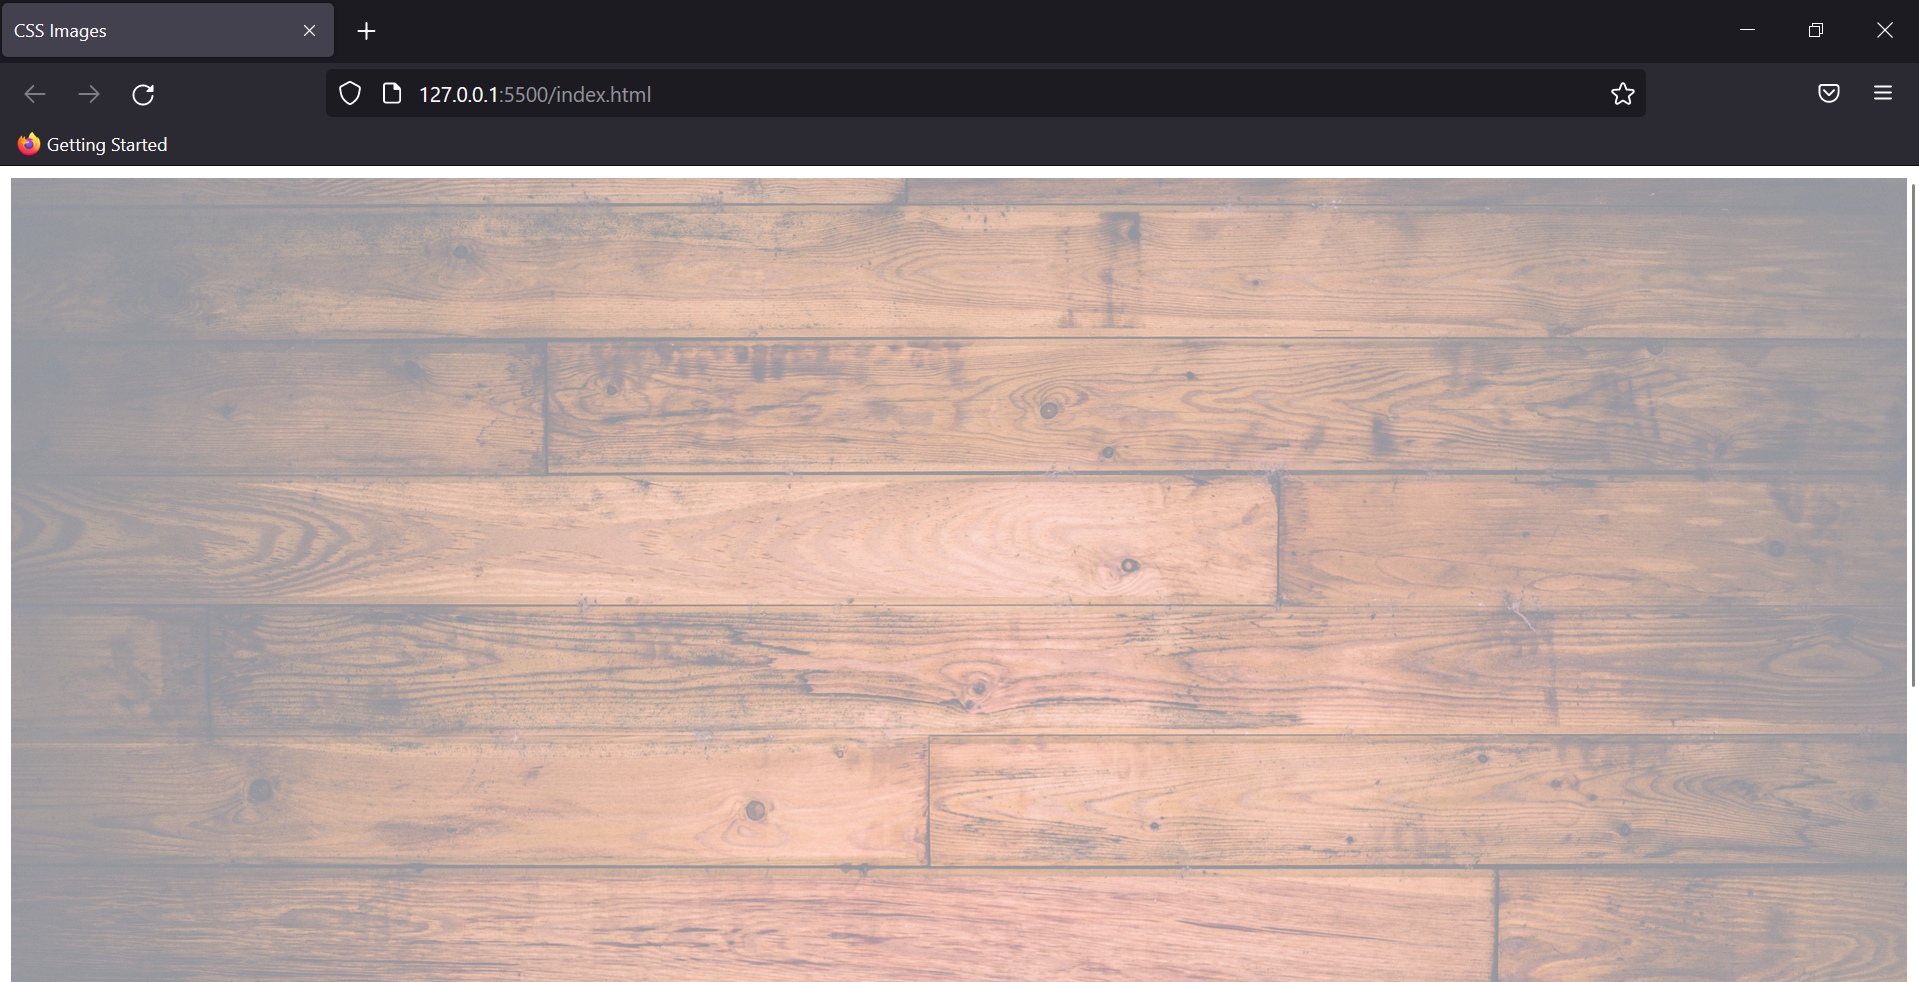 CSS Images
127.0.0.1:5500/index.html
Getting Started